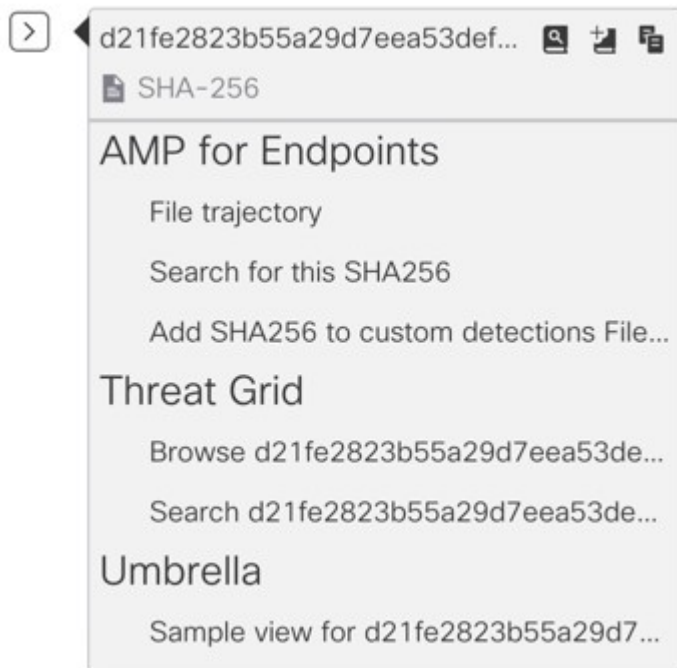 d21fe2823b55a29d7eea53def...
SHA-256
AMP for Endpoints
File trajectory
Search for this SHA256
Add SHA256 to custom detections File...
Threat Grid
Browse d21fe2823b55a29d7eea53de...
Search d21fe2823b55a29d7eea53de...
Umbrella
Sample view for d21fe2823b55a29d7...